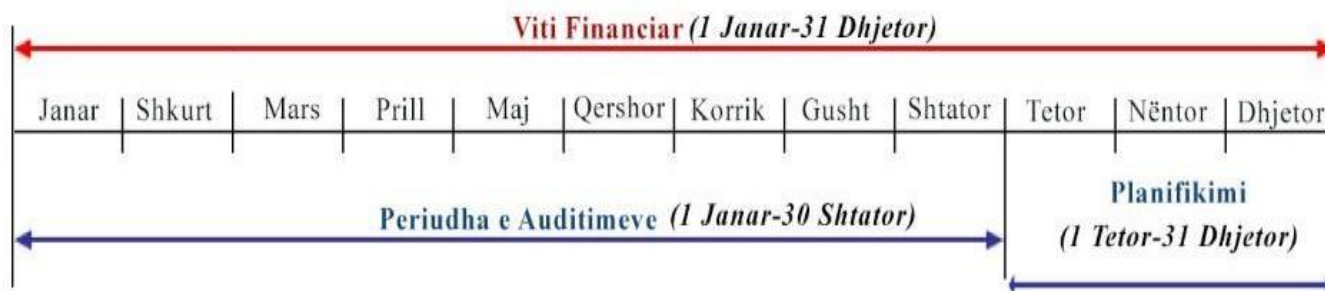 Viti Financiar (1 Janar-31 Dhjetor)
Janar Shkurt Mars Prill Maj Qershor Korrik Gusht Shtator Tetor Nëntor Dhjetor
Periudha e Auditimeve (1 Janar-30 Shtator)
Planifikimi
(1 Tetor-31 Dhjetor)